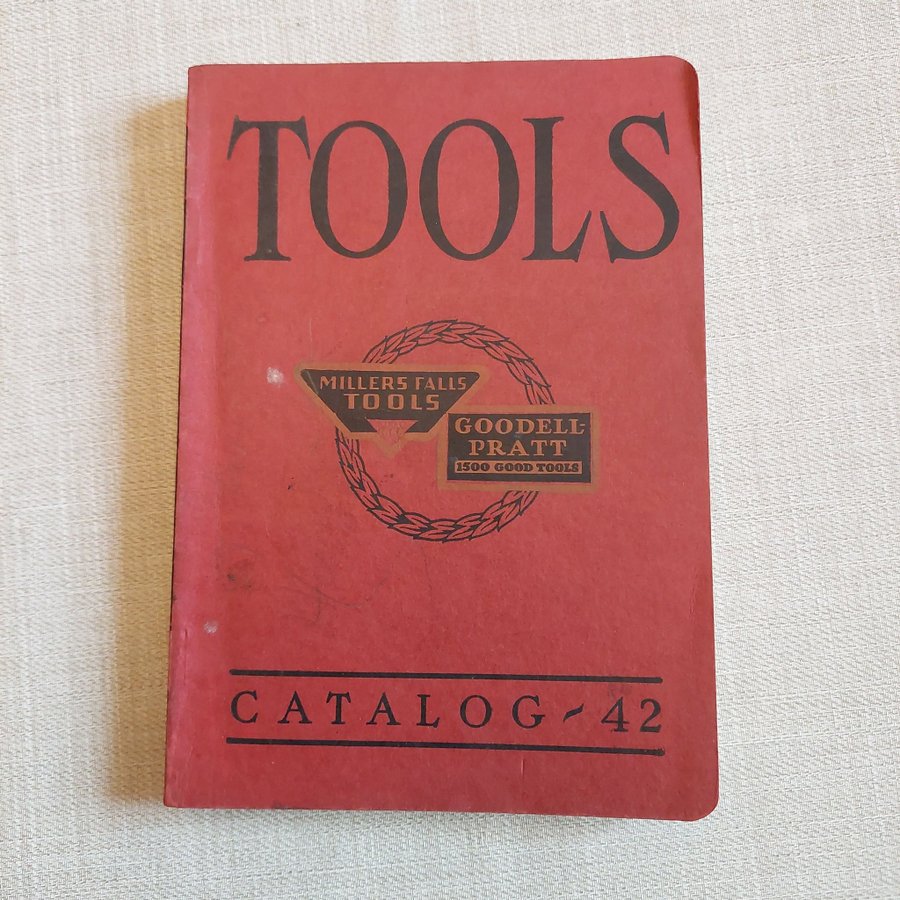 TOOLS
MILLERS FALLS
TOOLS
GOODELL-
PRATT
1500 GOOD TOOLS
CATALOG - 42